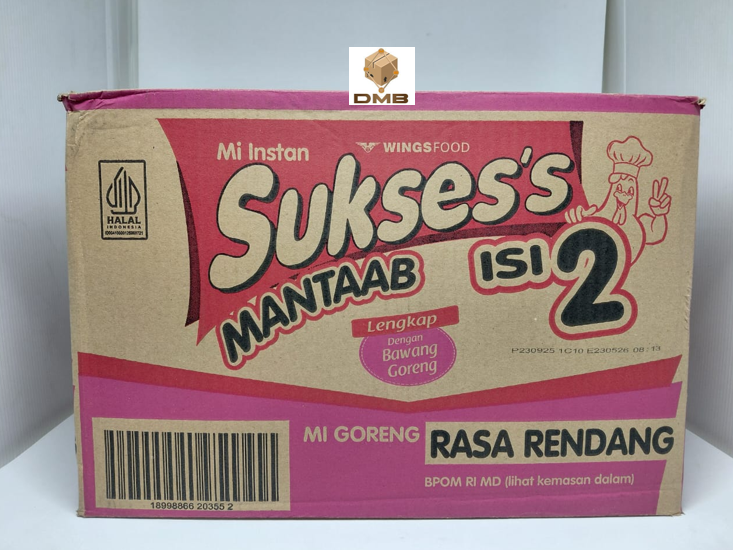 DMB
Mi Instan
WINGSFOOD
Sukses's
MANTAAB
ISI 2
HALAL
INDONESIA
Lengkap
Dengan
Bawang
Goreng
P230925 1C10 E230526 08:13
MI GORENG RASA RENDANG
BPOM RI MD (lihat kemasan dalam)
18998866 20355 2